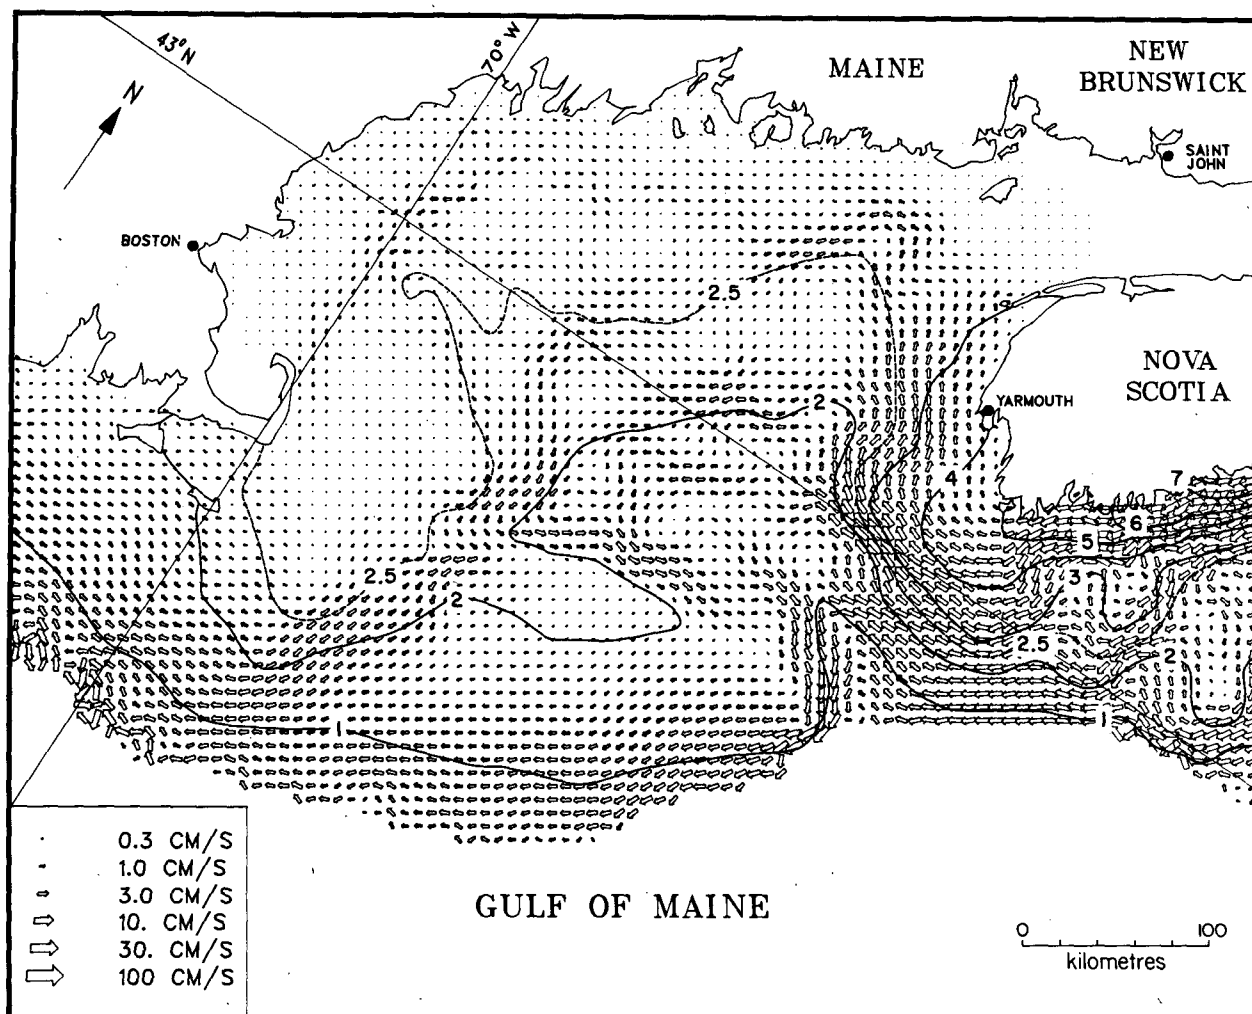 43°N
70° W
N
MAINE
NEW
BRUNSWICK
SAINT
JOHN
BOSTON
2.5
NOVA
SCOTIA
2
YARMOUTH
4
7
6
5
3
2.5
2
2.5
2
1
1
0.3 CM/S
1.0 CM/S
3.0 CM/S
10. CM/S
30. CM/S
100 CM/S
GULF OF MAINE
0 100
kilometres